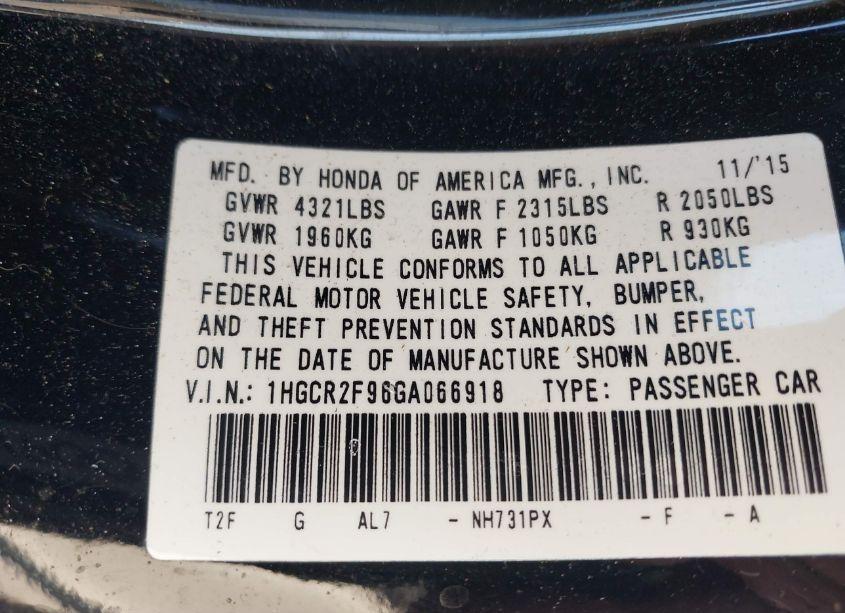 MFD. BY HONDA OF AMERICA MFG., INC. 11/'15
GVWR 4321LBS GAWR F 2315LBS R 2050LBS
GVWR 1960KG GAWR F 1050KG R 930KG
THIS VEHICLE CONFORMS TO ALL APPLICABLE
FEDERAL MOTOR VEHICLE SAFETY, BUMPER,
AND THEFT PREVENTION STANDARDS IN EFFECT
ON THE DATE OF MANUFACTURE SHOWN ABOVE.
V.I.N.: 1HGCR2F96GA066918 TYPE: PASSENGER CAR
T2F G AL7 - NH731PX - F - A